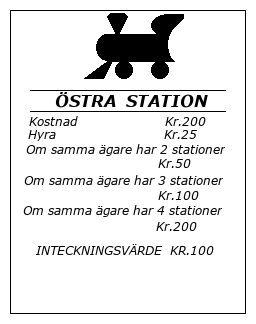 ÖSTRA STATION
Kostnad Kr.200
Hyra Kr.25
Om samma ägare har 2 stationer
Kr.50
Om samma ägare har 3 stationer
Kr.100
Om samma ägare har 4 stationer
Kr.200
INTECKNINGSVÄRDE KR.100